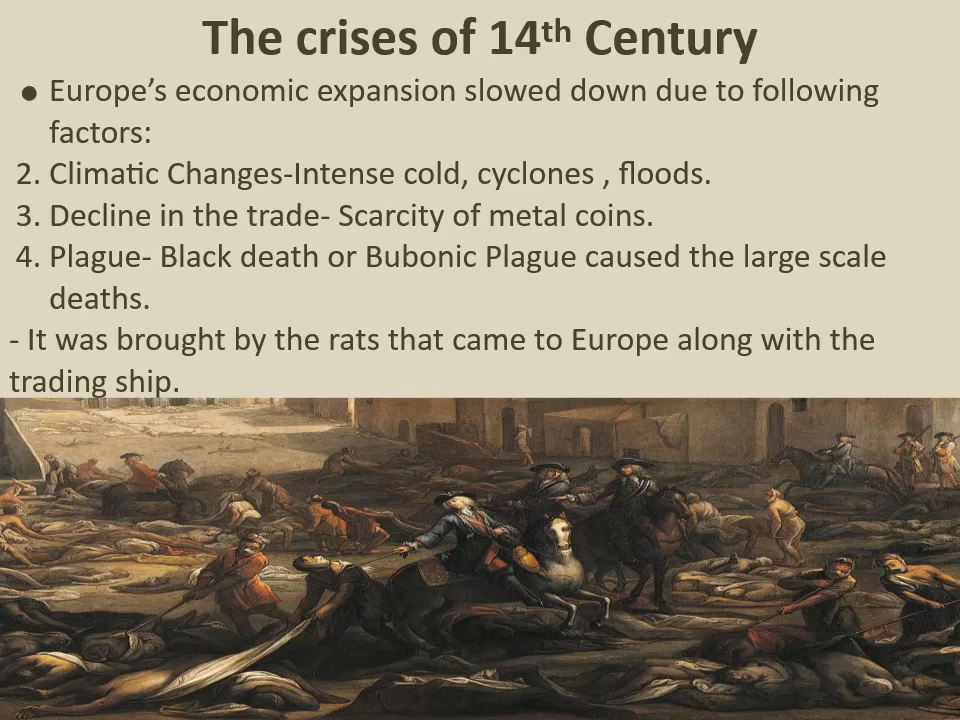 The crises of 14th Century
● Europe’s economic expansion slowed down due to following
factors:
2. Climatic Changes-Intense cold, cyclones , floods.
3. Decline in the trade- Scarcity of metal coins.
4. Plague- Black death or Bubonic Plague caused the large scale
deaths.
- It was brought by the rats that came to Europe along with the
trading ship.